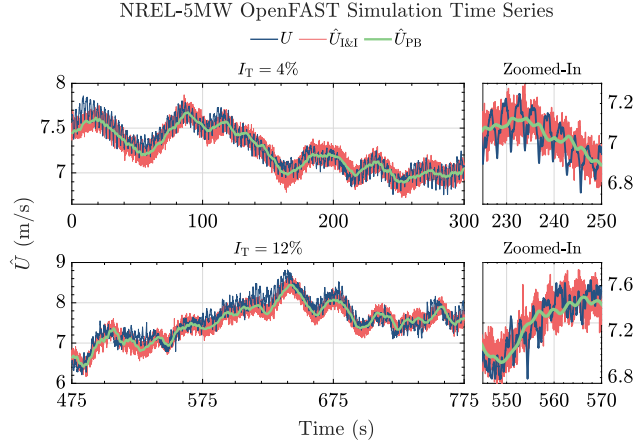 NREL-5MW OpenFAST Simulation Time Series
U Û_I&I Û_PB
I_T = 4% Zoomed-In
8
7.5
7
0 100 200 300
7.2
7
6.8
230 240 250
Û (m/s)
I_T = 12% Zoomed-In
9
8
7
6
475 575 675 775
7.6
7.2
6.8
550 560 570
Time (s)